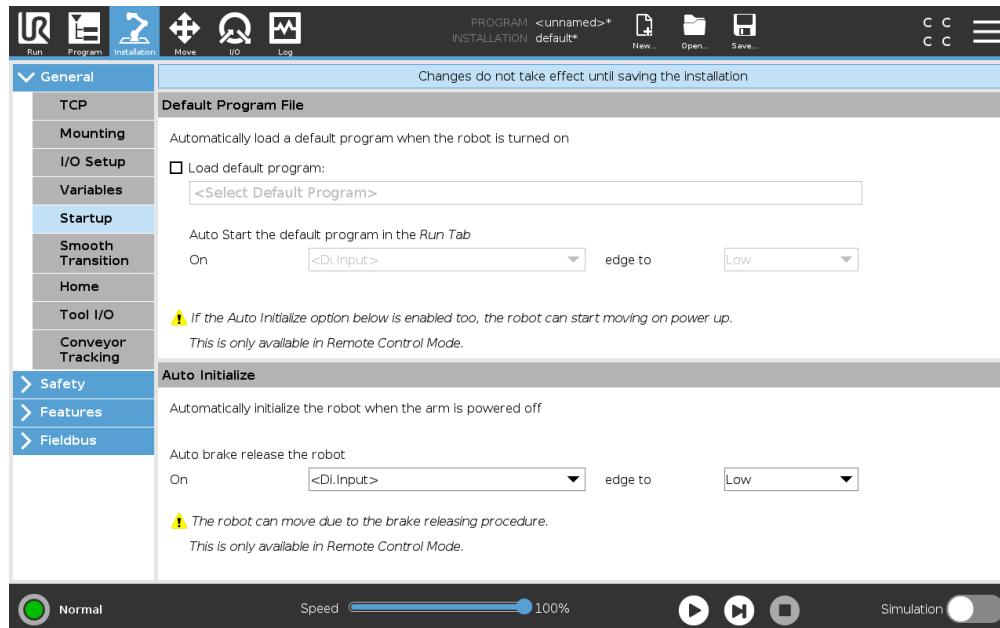 PROGRAM <unnamed>*
INSTALLATION default*
C C
C C
UR
Run
Program
Installation
Move
I/O
Log
New...
Open...
Save...
General
TCP
Mounting
I/O Setup
Variables
Startup
Smooth
Transition
Home
Tool I/O
Conveyor
Tracking
Safety
Features
Fieldbus
Changes do not take effect until saving the installation
Default Program File
Automatically load a default program when the robot is turned on
Load default program:
<Select Default Program>
Auto Start the default program in the Run Tab
On <Di.Input> edge to Low
If the Auto Initialize option below is enabled too, the robot can start moving on power up.
This is only available in Remote Control Mode.
Auto Initialize
Automatically initialize the robot when the arm is powered off
Auto brake release the robot
On <Di.Input> edge to Low
The robot can move due to the brake releasing procedure.
This is only available in Remote Control Mode.
Normal
Speed 100%
Simulation